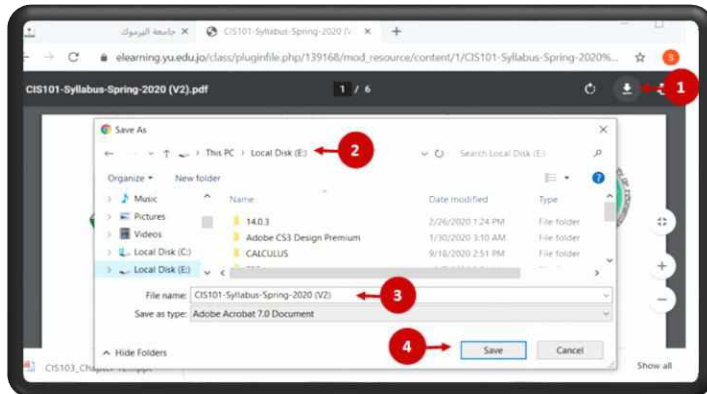 جامعة اليرموك
CIS101-Syllabus-Spring-2020 (V
elearning.yu.edu.jo/class/pluginfile.php/139168/mod_resource/content/1/CIS101-Syllabus-Spring-2020%...
S
CIS101-Syllabus-Spring-2020 (V2).pdf
1 / 6
1
Save As
This PC > Local Disk (E:)
2
Search Local Disk (E:)
Organize
New folder
Music
Name
Date modified
Type
Pictures
14.0.3
2/26/2020 1:24 PM
File folder
Videos
Adobe CS3 Design Premium
1/30/2020 3:10 AM
File folder
Local Disk (C:)
CALCULUS
9/18/2020 2:51 PM
File folder
Local Disk (E:)
File name:
CIS101-Syllabus-Spring-2020 (V2)
3
Save as type:
Adobe Acrobat 7.0 Document
4
Hide Folders
Save
Cancel
Show all